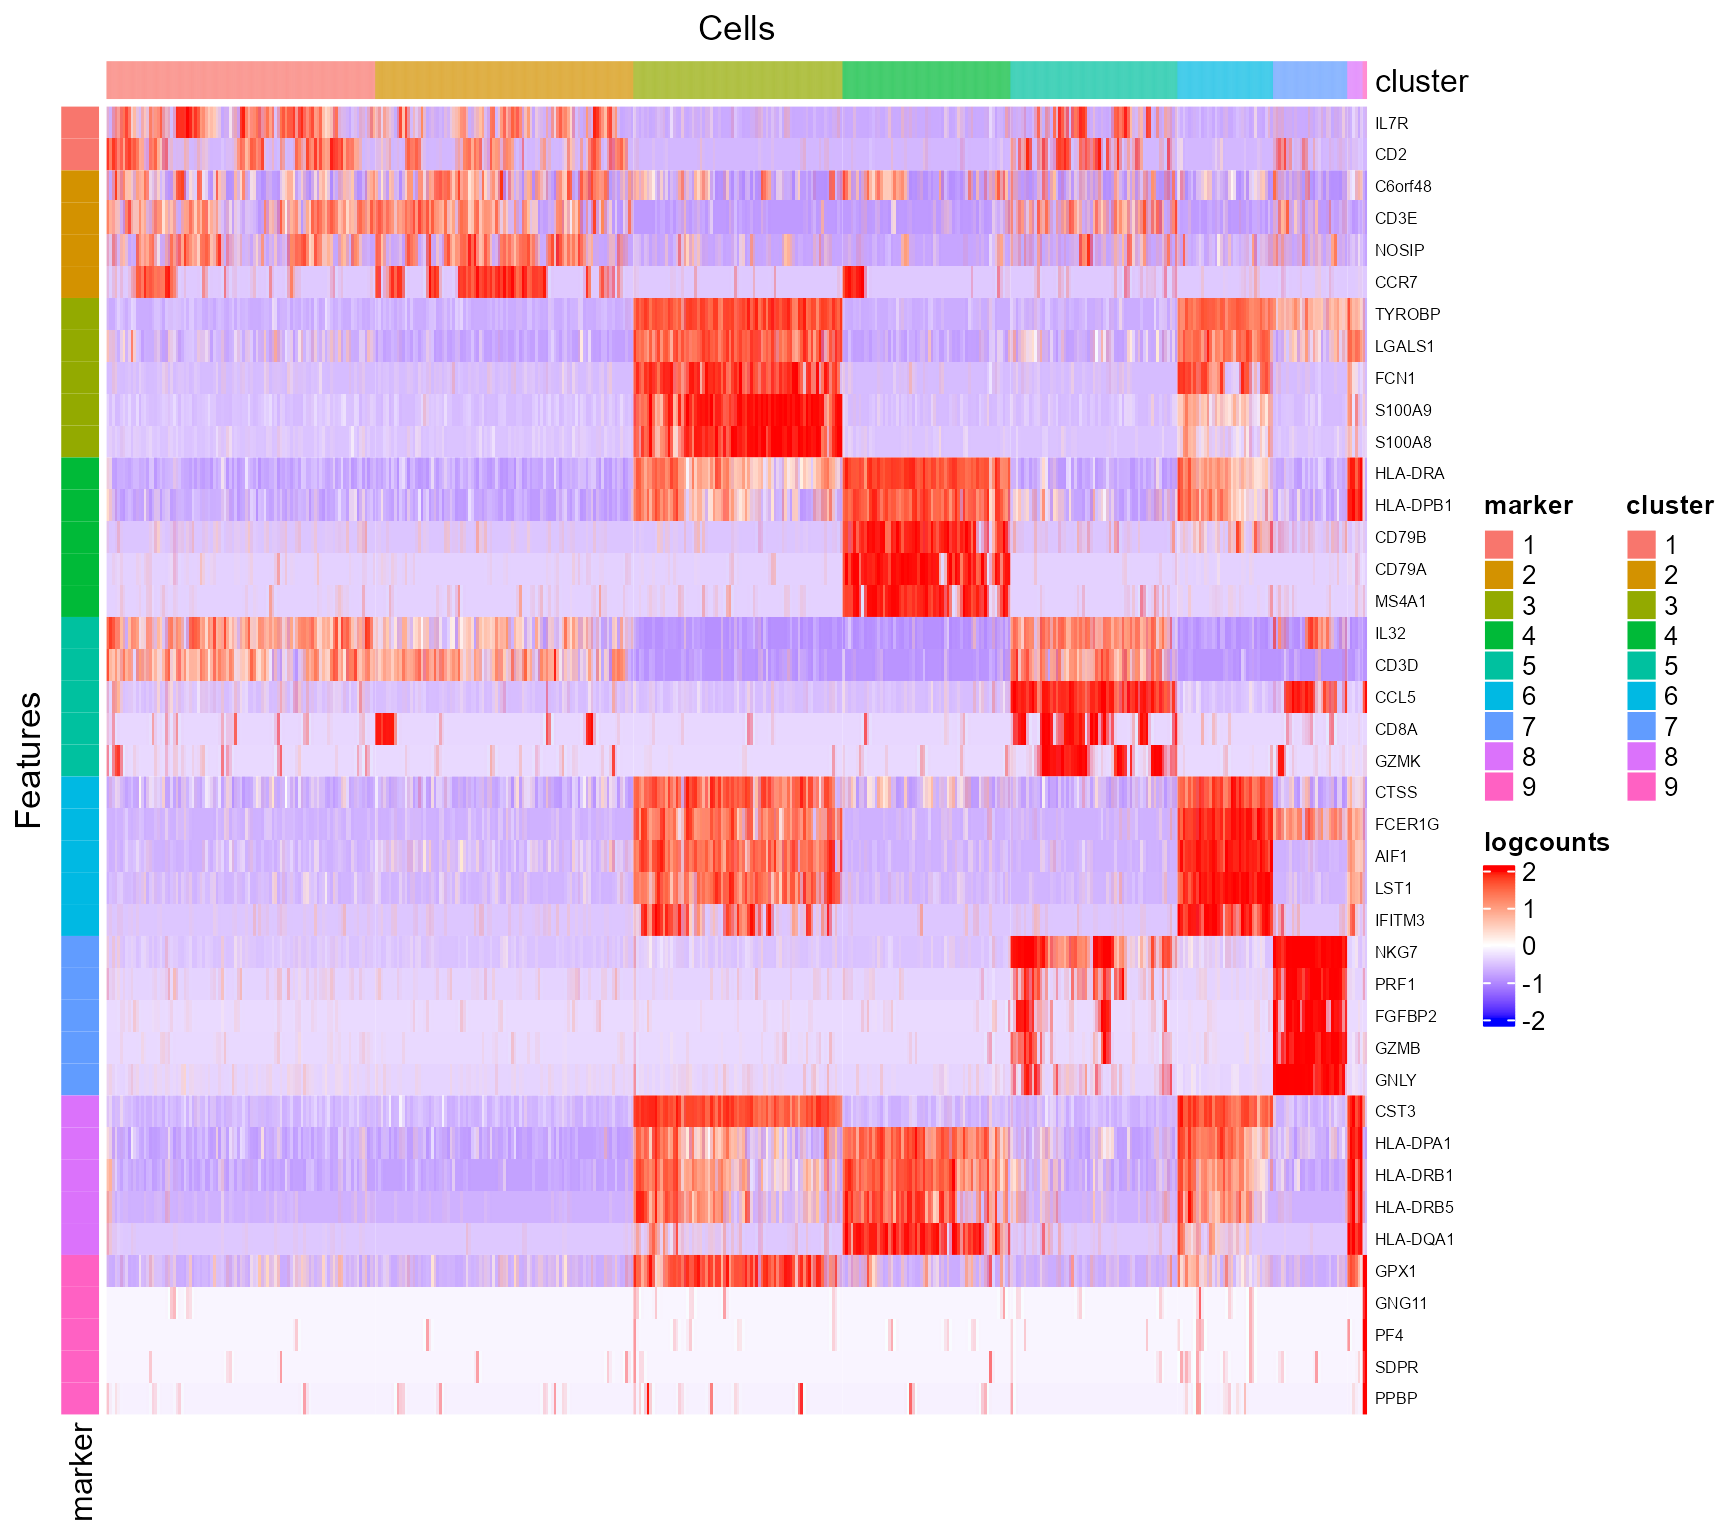 Cells
cluster
IL7R
CD2
C6orf48
CD3E
NOSIP
CCR7
TYROBP
LGALS1
FCN1
S100A9
S100A8
HLA-DRA
HLA-DPB1
CD79B
CD79A
MS4A1
IL32
CD3D
CCL5
CD8A
GZMK
CTSS
FCER1G
AIF1
LST1
IFITM3
NKG7
PRF1
FGFBP2
GZMB
GNLY
CST3
HLA-DPA1
HLA-DRB1
HLA-DRB5
HLA-DQA1
GPX1
GNG11
PF4
SDPR
PPBP
Features
marker
marker
1
2
3
4
5
6
7
8
9
cluster
1
2
3
4
5
6
7
8
9
logcounts
2
1
0
-1
-2